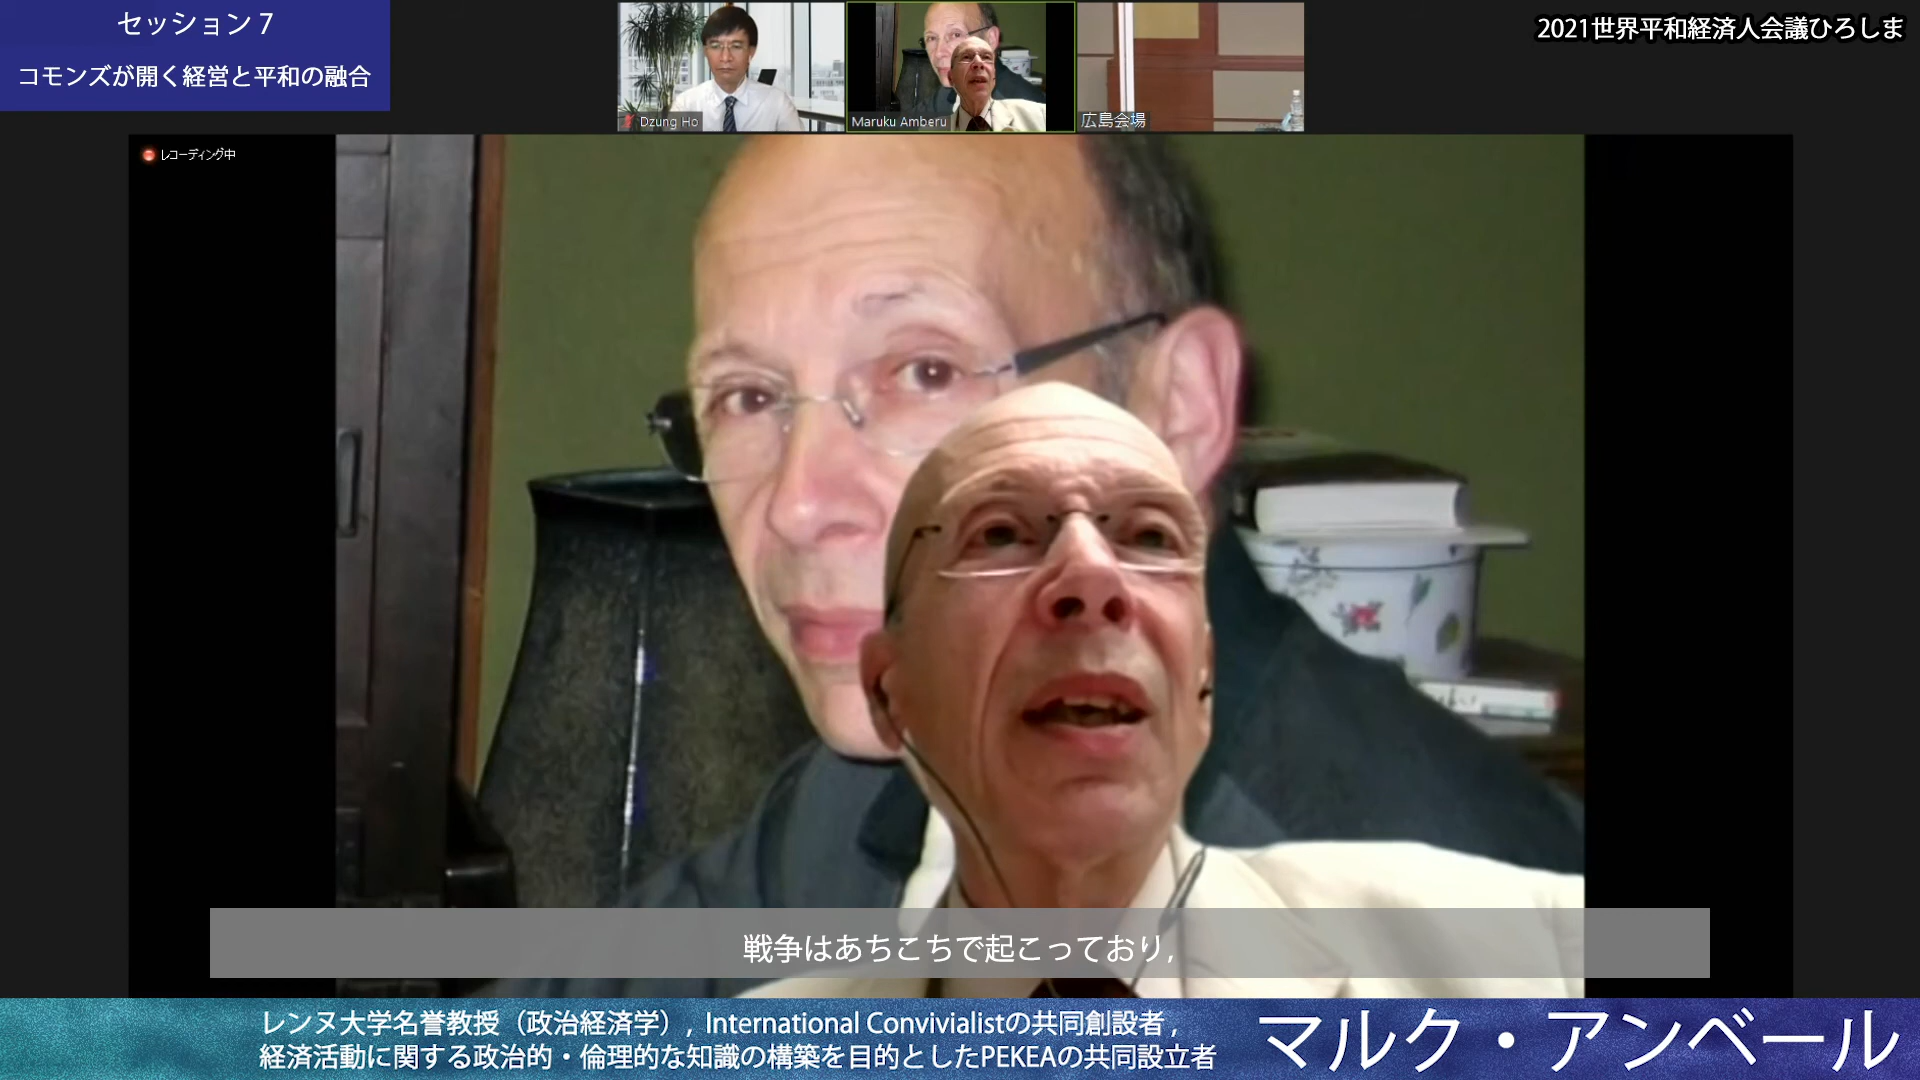 セッション７
コモンズが開く経営と平和の融合
2021世界平和経済人会議ひろしま
Dzung Ho
Maruku Amberu
広島会場
レコーディング中
戦争はあちこちで起こっており,
レンヌ大学名誉教授（政治経済学）, International Convivialistの共同創設者 ,
経済活動に関する政治的・倫理的な知識の構築を目的としたPEKEAの共同設立者
マルク・アンベール